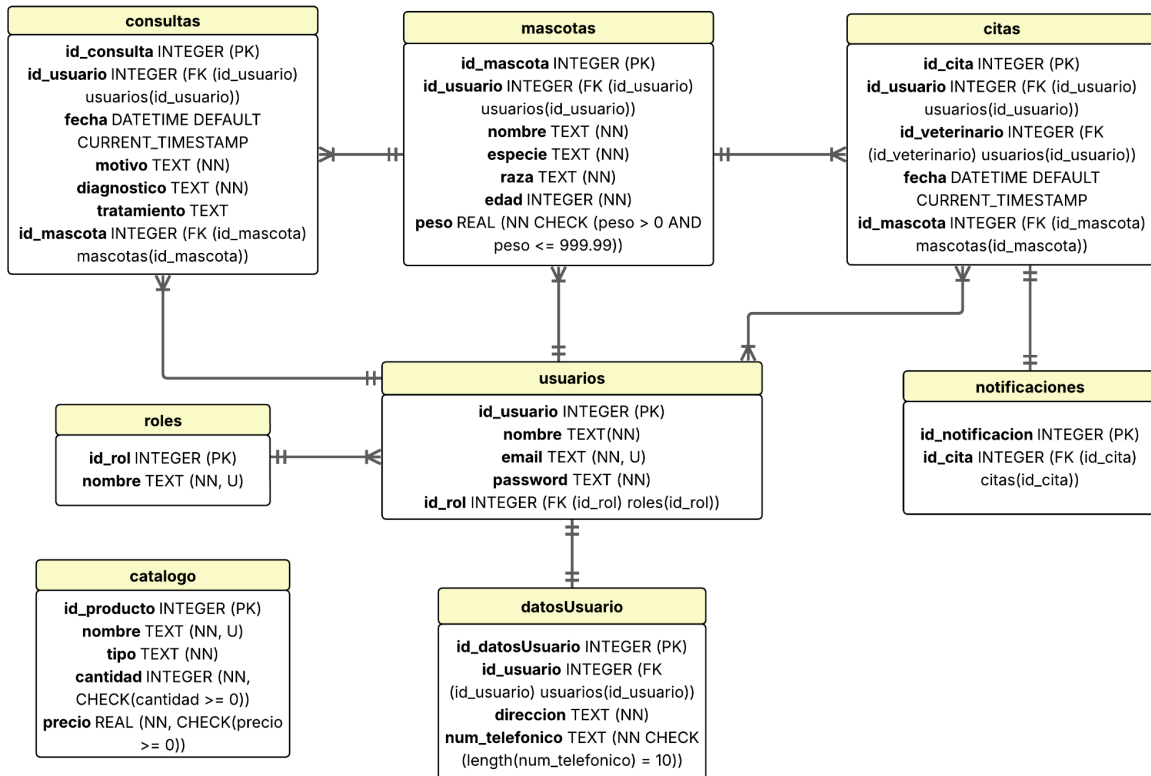 consultas
id_consulta INTEGER (PK)
id_usuario INTEGER (FK (id_usuario)
usuarios(id_usuario))
fecha DATETIME DEFAULT
CURRENT_TIMESTAMP
motivo TEXT (NN)
diagnostico TEXT (NN)
tratamiento TEXT
id_mascota INTEGER (FK (id_mascota)
mascotas(id_mascota))
mascotas
id_mascota INTEGER (PK)
id_usuario INTEGER (FK (id_usuario)
usuarios(id_usuario))
nombre TEXT (NN)
especie TEXT (NN)
raza TEXT (NN)
edad INTEGER (NN)
peso REAL (NN CHECK (peso > 0 AND
peso <= 999.99))
citas
id_cita INTEGER (PK)
id_usuario INTEGER (FK (id_usuario)
usuarios(id_usuario))
id_veterinario INTEGER (FK
(id_veterinario) usuarios(id_usuario))
fecha DATETIME DEFAULT
CURRENT_TIMESTAMP
id_mascota INTEGER (FK (id_mascota)
mascotas(id_mascota))
roles
id_rol INTEGER (PK)
nombre TEXT (NN, U)
usuarios
id_usuario INTEGER (PK)
nombre TEXT(NN)
email TEXT (NN, U)
password TEXT (NN)
id_rol INTEGER (FK (id_rol) roles(id_rol))
notificaciones
id_notificacion INTEGER (PK)
id_cita INTEGER (FK (id_cita)
citas(id_cita))
catalogo
id_producto INTEGER (PK)
nombre TEXT (NN, U)
tipo TEXT (NN)
cantidad INTEGER (NN,
CHECK(cantidad >= 0))
precio REAL (NN, CHECK(precio
>= 0))
datosUsuario
id_datosUsuario INTEGER (PK)
id_usuario INTEGER (FK
(id_usuario) usuarios(id_usuario))
direccion TEXT (NN)
num_telefonico TEXT (NN CHECK
(length(num_telefonico) = 10))